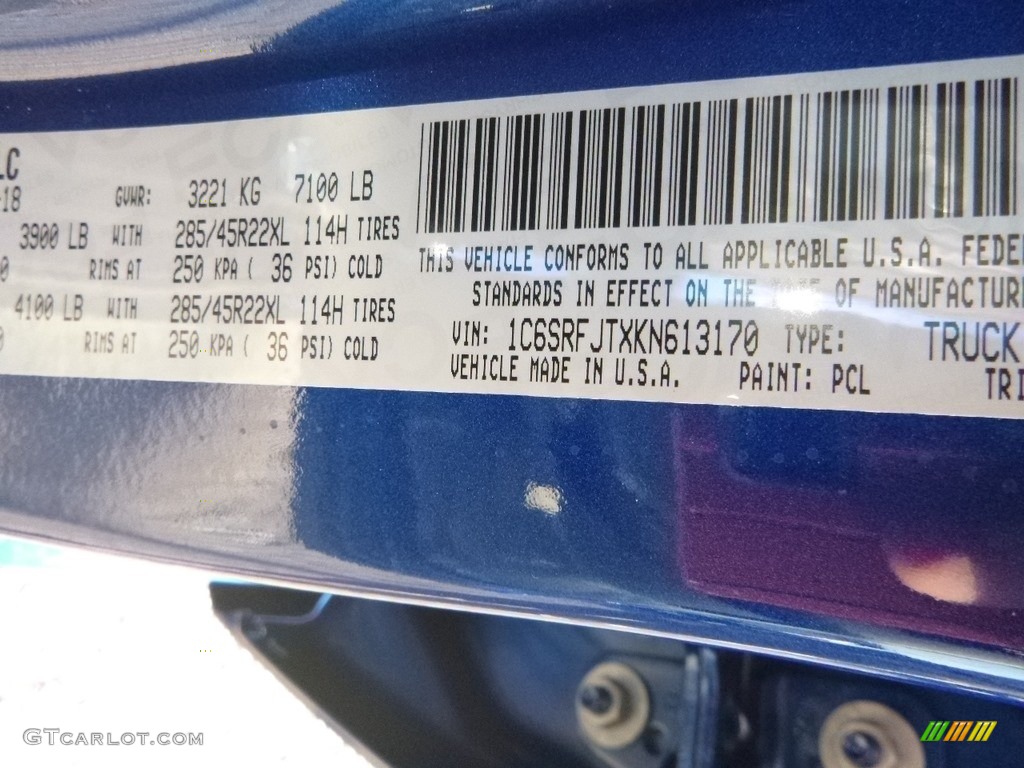 LC
-18 GVWR: 3221 KG 7100 LB
3900 LB WITH 285/45R22XL 114H TIRES
0 RIMS AT 250 KPA ( 36 PSI) COLD
4100 LB WITH 285/45R22XL 114H TIRES
0 RIMS AT 250 KPA ( 36 PSI) COLD
THIS VEHICLE CONFORMS TO ALL APPLICABLE U.S.A. FEDE
STANDARDS IN EFFECT ON THE OF MANUFACTUR
VIN: 1C6SRFJTXKN613170 TYPE: TRUCK
VEHICLE MADE IN U.S.A. PAINT: PCL TRI
GTCARLOT.COM